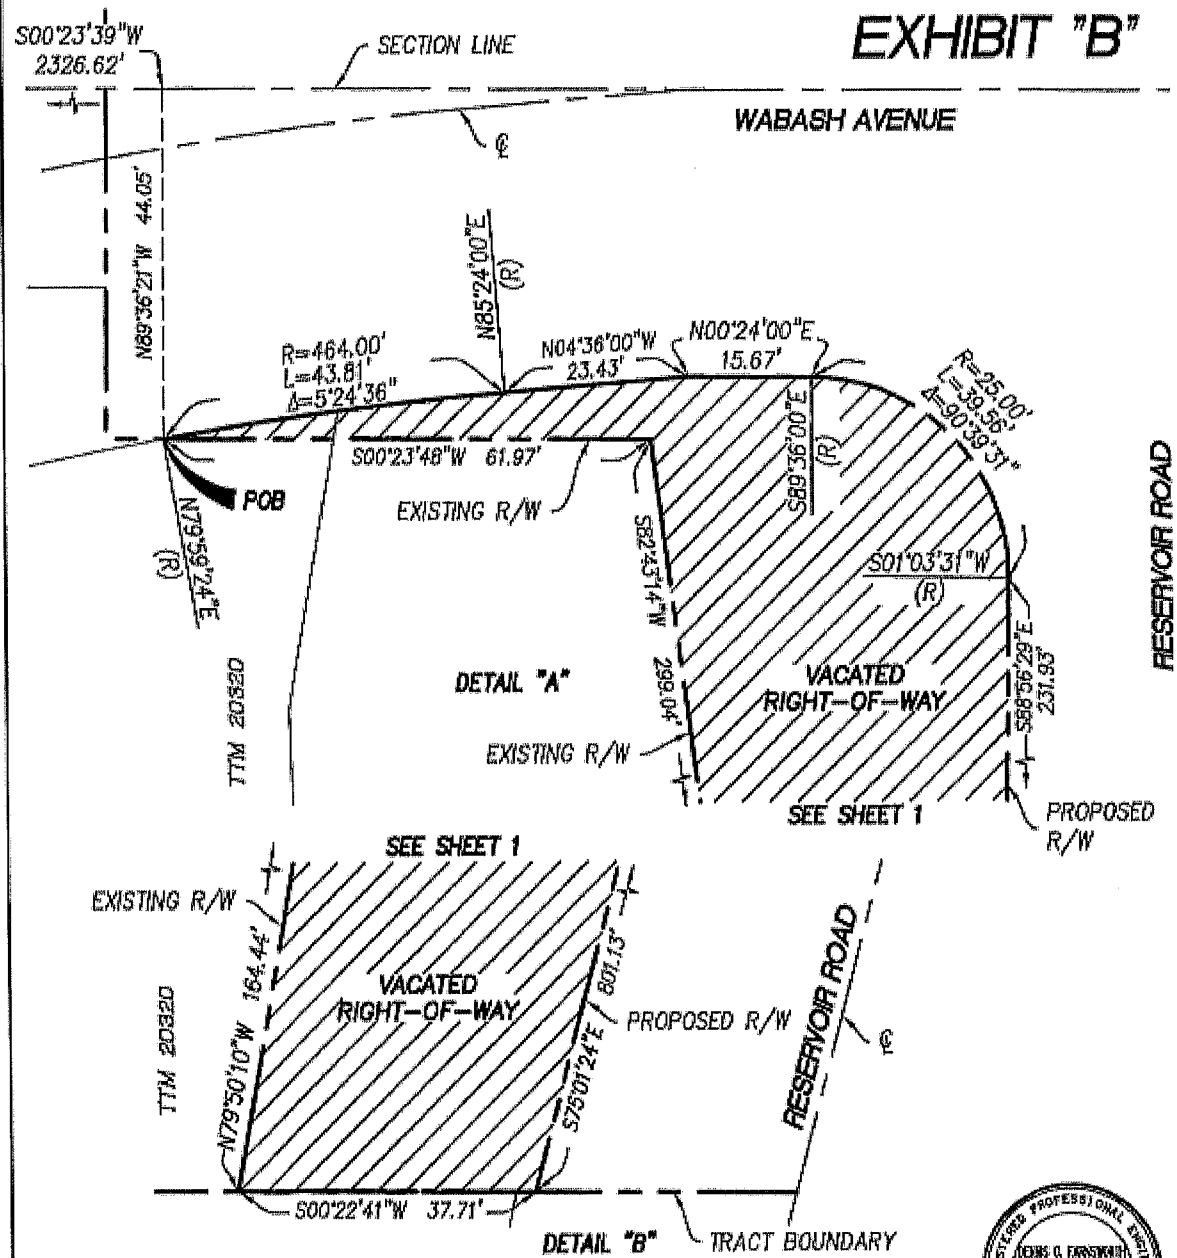 EXHIBIT "B"
S00°23'39"W
2326.62'
SECTION LINE
WABASH AVENUE
℄
N89°36'21"W 44.05'
N85°24'00"E
(R)
R=464.00'
L=43.81'
Δ=5°24'36"
N04°36'00"W
23.43'
N00°24'00"E
15.67'
R=25.00'
L=39.56'
Δ=90°39'31"
S89°36'00"E
(R)
S00°23'48"W 61.97'
POB
EXISTING R/W
N79°59'24"E
(R)
S82°43'14"W 299.04'
S01°03'31"W
(R)
RESERVOIR ROAD
S88°56'29"E
231.93'
TTM 20320
DETAIL "A"
VACATED
RIGHT-OF-WAY
EXISTING R/W
SEE SHEET 1
PROPOSED
R/W
SEE SHEET 1
EXISTING R/W
N79°50'10"W 164.44'
VACATED
RIGHT-OF-WAY
S75°01'24"E 801.13'
PROPOSED R/W
RESERVOIR ROAD
℄
TTM 20320
S00°22'41"W 37.71'
DETAIL "B"
TRACT BOUNDARY
PROFESSIONAL
DENNIS G. FARNSWORTH